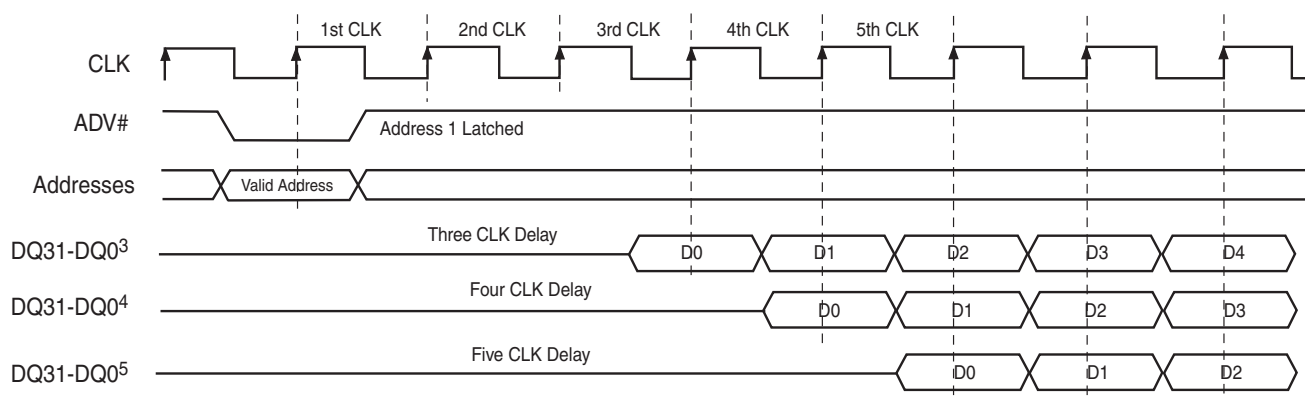 1st CLK 2nd CLK 3rd CLK 4th CLK 5th CLK
CLK
ADV#
Address 1 Latched
Addresses
Valid Address
Three CLK Delay
DQ31-DQ0³ D0 D1 D2 D3 D4
Four CLK Delay
DQ31-DQ0⁴ D0 D1 D2 D3
Five CLK Delay
DQ31-DQ0⁵ D0 D1 D2